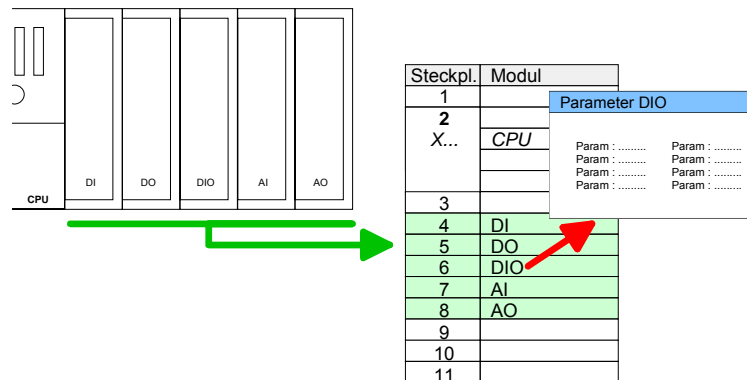 CPU
DI
DO
DIO
AI
AO
Steckpl. Modul
1
2
X... CPU
3
4 DI
5 DO
6 DIO
7 AI
8 AO
9
10
11
Parameter DIO
Param : ......... Param : .........
Param : ......... Param : .........
Param : ......... Param : .........
Param : ......... Param : .........